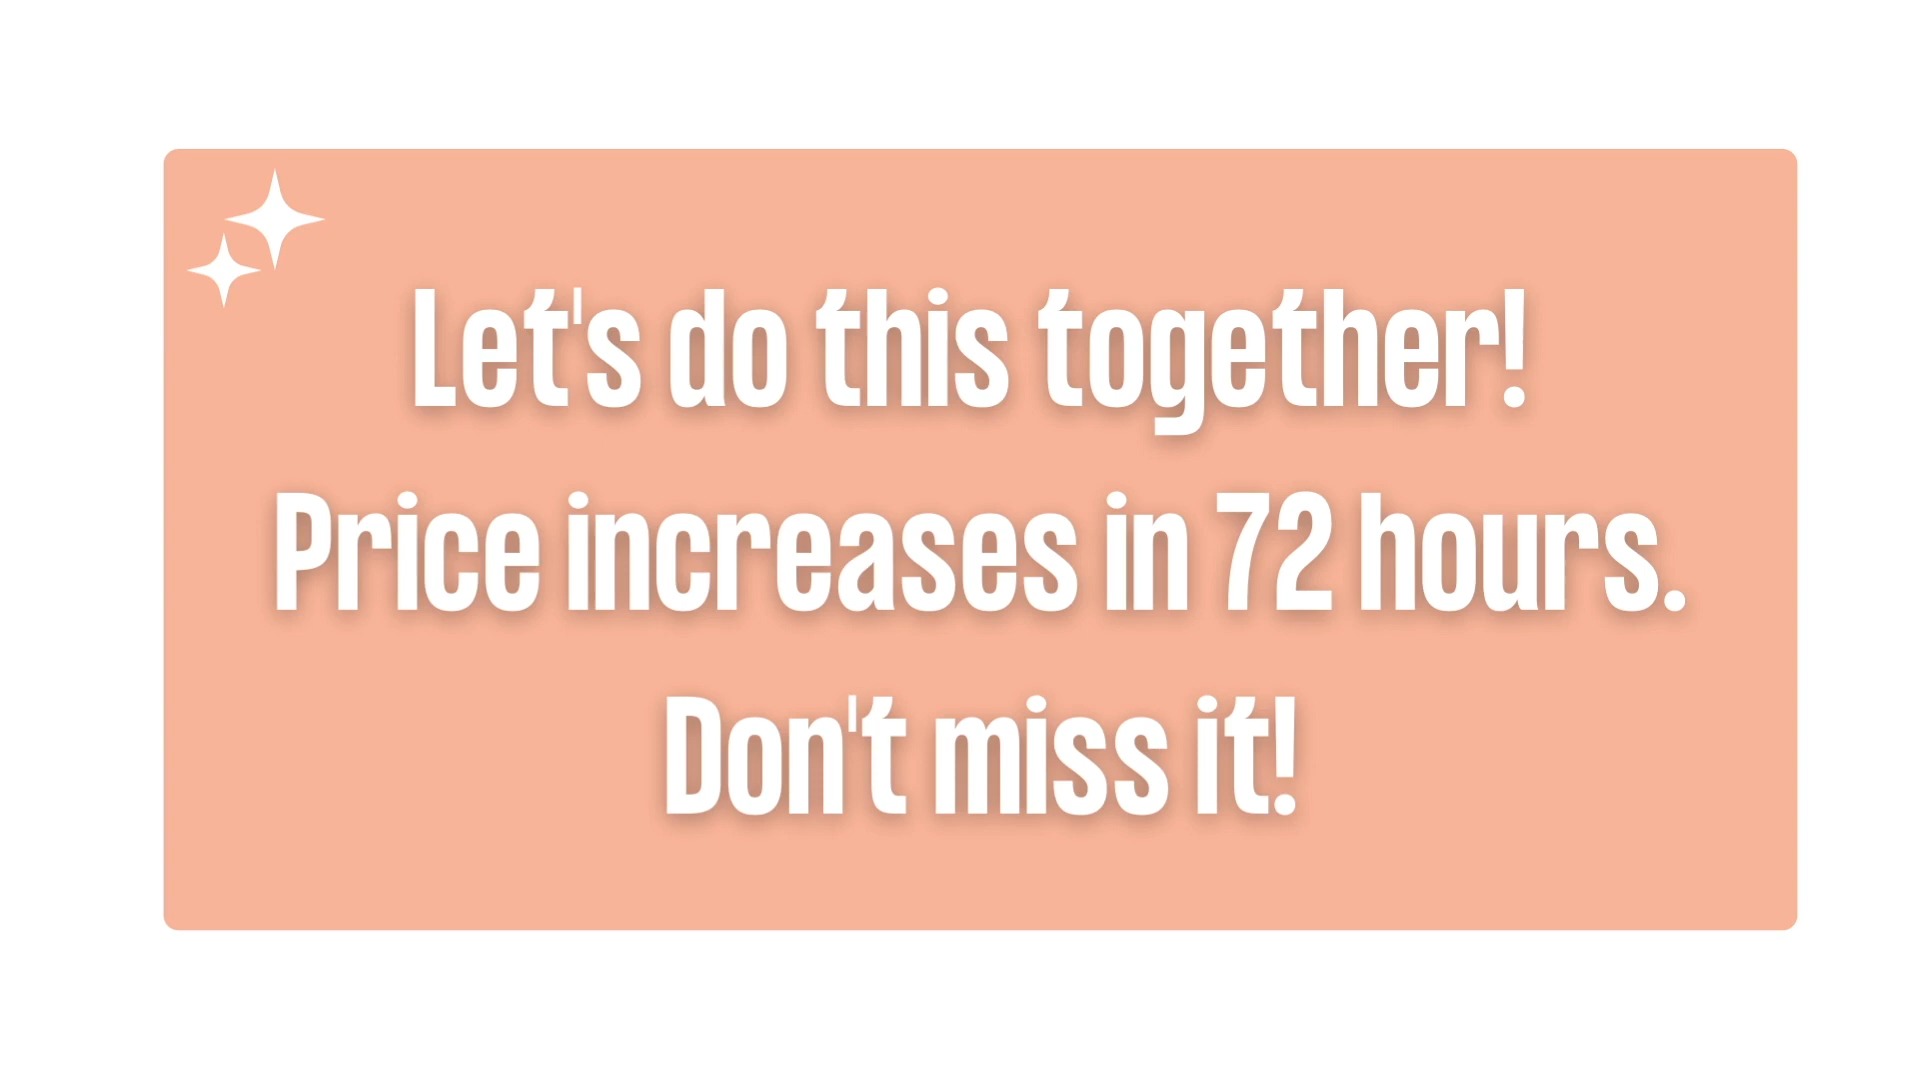 Let's do this together!
Price increases in 72 hours.
Don't miss it!